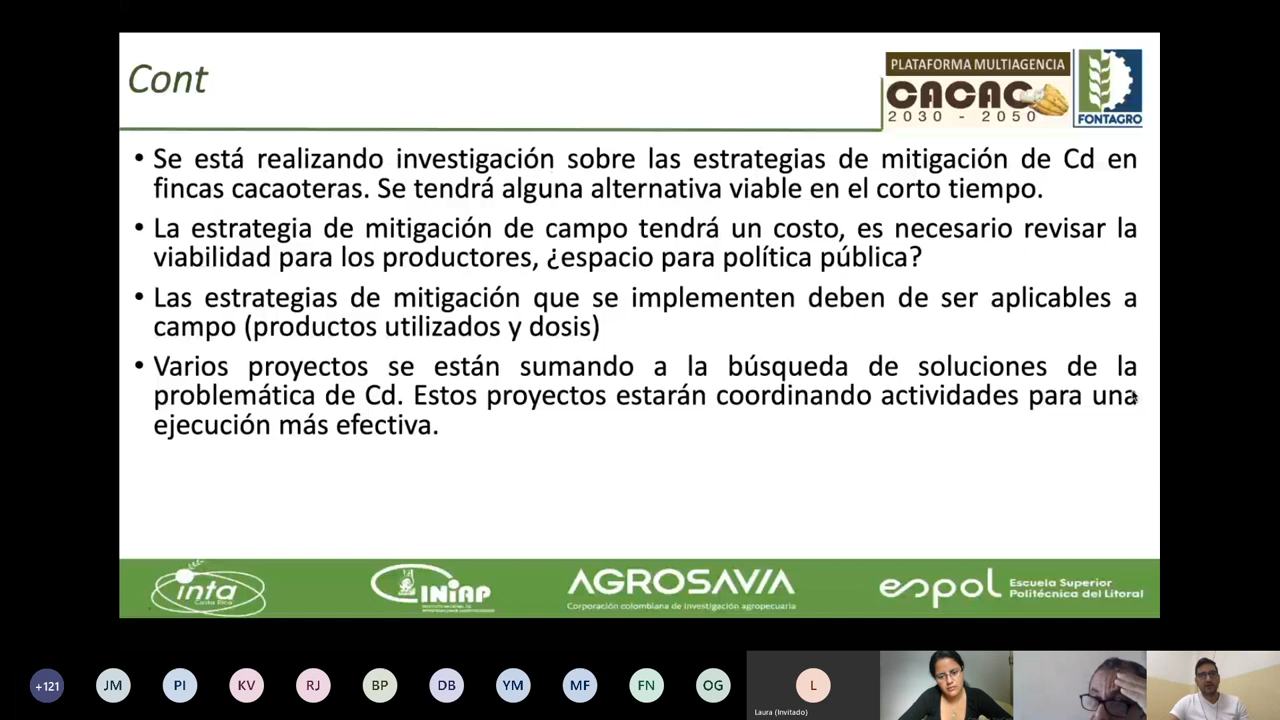 Cont
PLATAFORMA MULTIAGENCIA
CACAO
2030 - 2050
FONTAGRO
• Se está realizando investigación sobre las estrategias de mitigación de Cd en
fincas cacaoteras. Se tendrá alguna alternativa viable en el corto tiempo.
• La estrategia de mitigación de campo tendrá un costo, es necesario revisar la
viabilidad para los productores, ¿espacio para política pública?
• Las estrategias de mitigación que se implementen deben de ser aplicables a
campo (productos utilizados y dosis)
• Varios proyectos se están sumando a la búsqueda de soluciones de la
problemática de Cd. Estos proyectos estarán coordinando actividades para una
ejecución más efectiva.
inta
Costa Rica
INIAP
AGROSAVIA
Corporación colombiana de investigación agropecuaria
espol
Escuela Superior
Politécnica del Litoral
+121
JM
PI
KV
RJ
BP
DB
YM
MF
FN
OG
L
Laura (Invitado)